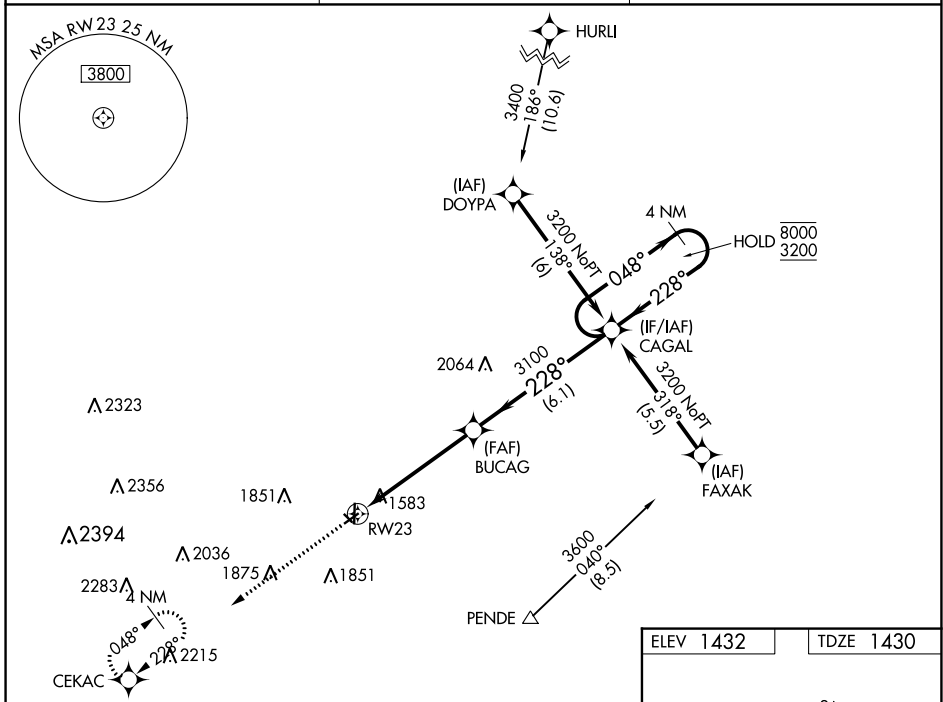 MSA RW23 25 NM
3800
HURLI
3400
186°
(10.6)
(IAF)
DOYPA
3200 NoPT
138°
(6)
4 NM
HOLD 8000
3200
048°
228°
(IF/IAF)
CAGAL
2064
3100
228°
(6.1)
3200 NoPT
318°
(5.5)
2323
(FAF)
BUCAG
(IAF)
FAXAK
2356
1851
1583
RW23
2394
2036
3600
040°
(8.5)
1875
1851
2283
4 NM
PENDE
048°
228°
2215
CEKAC
ELEV 1432
TDZE 1430